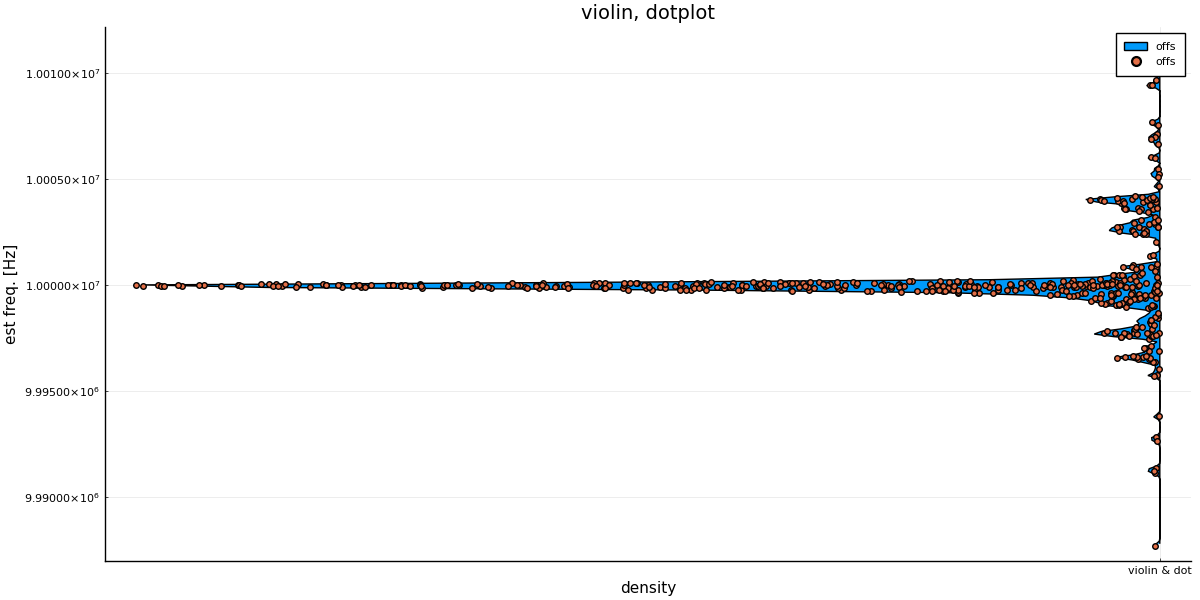 violin, dotplot
offs
offs
1.00100×10⁷
1.00050×10⁷
1.00000×10⁷
9.99500×10⁶
9.99000×10⁶
est freq. [Hz]
violin & dot
density